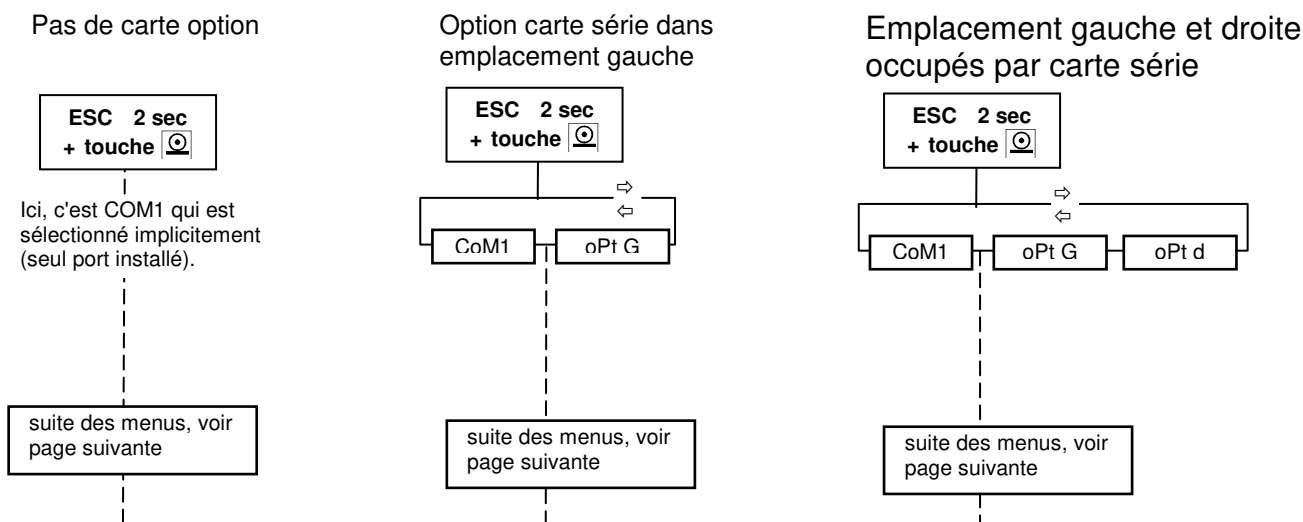 Pas de carte option
ESC 2 sec
+ touche
Ici, c'est COM1 qui est
sélectionné implicitement
(seul port installé).
suite des menus, voir
page suivante
Option carte série dans
emplacement gauche
ESC 2 sec
+ touche
CoM1
oPt G
suite des menus, voir
page suivante
Emplacement gauche et droite
occupés par carte série
ESC 2 sec
+ touche
CoM1
oPt G
oPt d
suite des menus, voir
page suivante